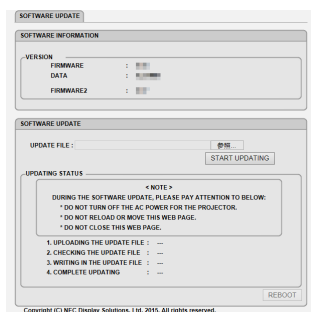 SOFTWARE UPDATE
SOFTWARE INFORMATION
VERSION
FIRMWARE :
DATA :
FIRMWARE2 :
SOFTWARE UPDATE
UPDATE FILE : 参照...
START UPDATING
UPDATING STATUS
< NOTE >
DURING THE SOFTWARE UPDATE, PLEASE PAY ATTENTION TO BELOW:
* DO NOT TURN OFF THE AC POWER FOR THE PROJECTOR.
* DO NOT RELOAD OR MOVE THIS WEB PAGE.
* DO NOT CLOSE THIS WEB PAGE.
1. UPLOADING THE UPDATE FILE : ---
2. CHECKING THE UPDATE FILE : ---
3. WRITING IN THE UPDATE FILE : ---
4. COMPLETE UPDATING : ---
REBOOT
Copyright (C) NEC Display Solutions, Ltd. 2015. All rights reserved.